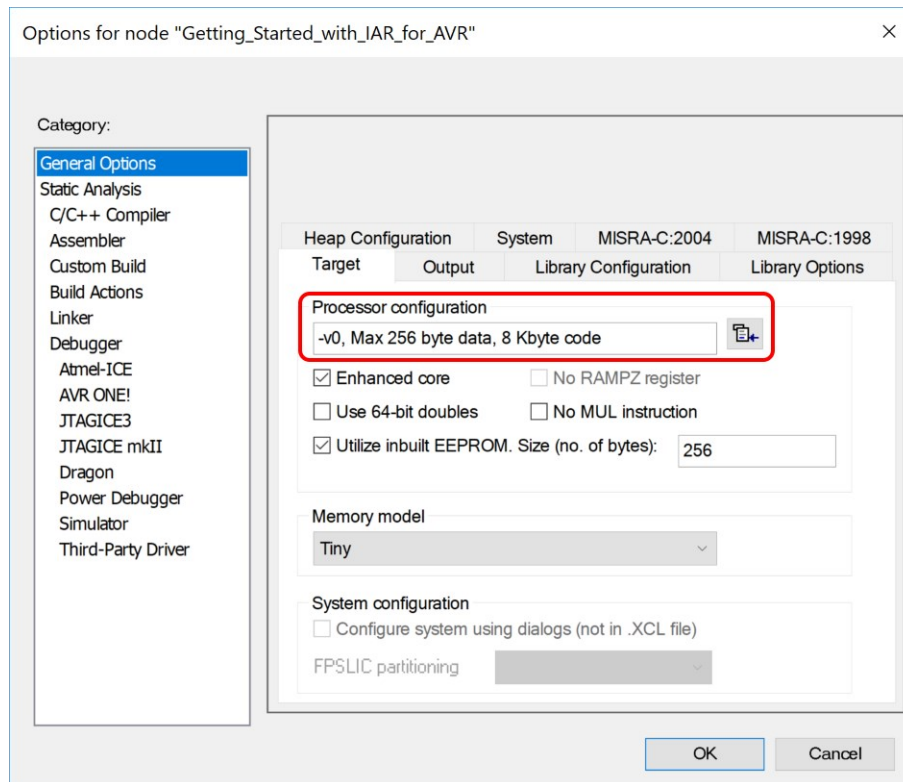 Options for node "Getting_Started_with_IAR_for_AVR"
Category:
General Options
Static Analysis
C/C++ Compiler
Assembler
Custom Build
Build Actions
Linker
Debugger
Atmel-ICE
AVR ONE!
JTAGICE3
JTAGICE mkII
Dragon
Power Debugger
Simulator
Third-Party Driver
Heap Configuration System MISRA-C:2004 MISRA-C:1998
Target Output Library Configuration Library Options
Processor configuration
-v0, Max 256 byte data, 8 Kbyte code
Enhanced core No RAMPZ register
Use 64-bit doubles No MUL instruction
Utilize inbuilt EEPROM. Size (no. of bytes): 256
Memory model
Tiny
System configuration
Configure system using dialogs (not in .XCL file)
FPSLIC partitioning
OK Cancel